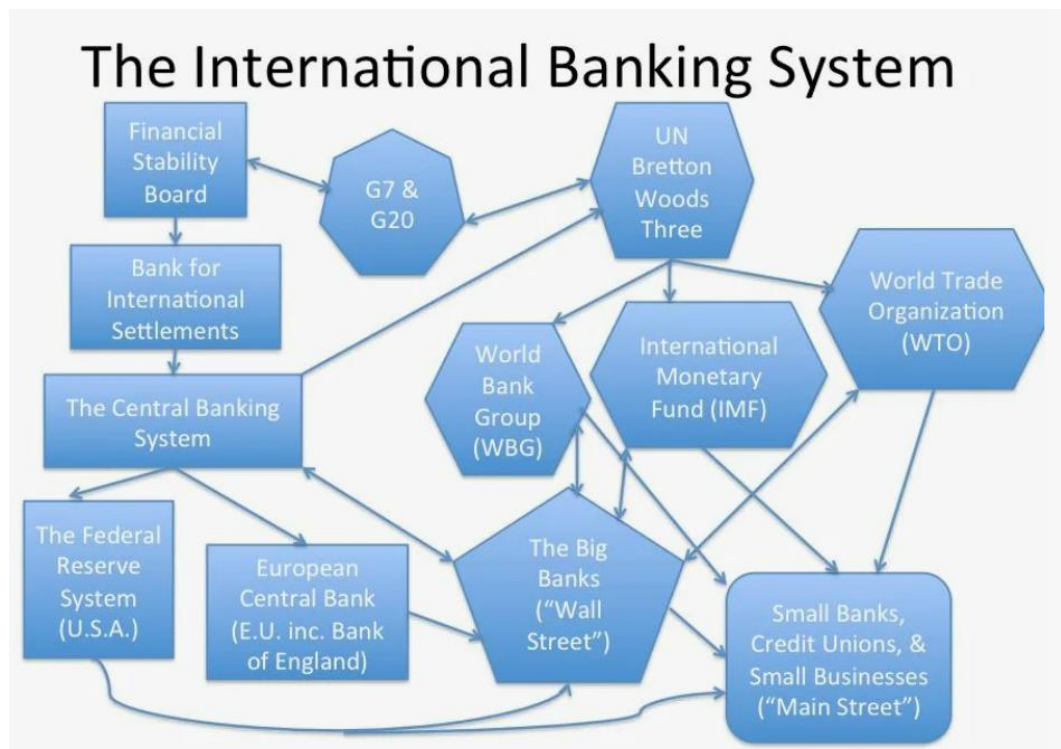 The International Banking System
Financial
Stability
Board
G7 &
G20
UN
Bretton
Woods
Three
Bank for
International
Settlements
World Trade
Organization
(WTO)
World
Bank
Group
(WBG)
International
Monetary
Fund (IMF)
The Central Banking
System
The Federal
Reserve
System
(U.S.A.)
European
Central Bank
(E.U. inc. Bank
of England)
The Big
Banks
("Wall
Street")
Small Banks,
Credit Unions, &
Small Businesses
("Main Street")